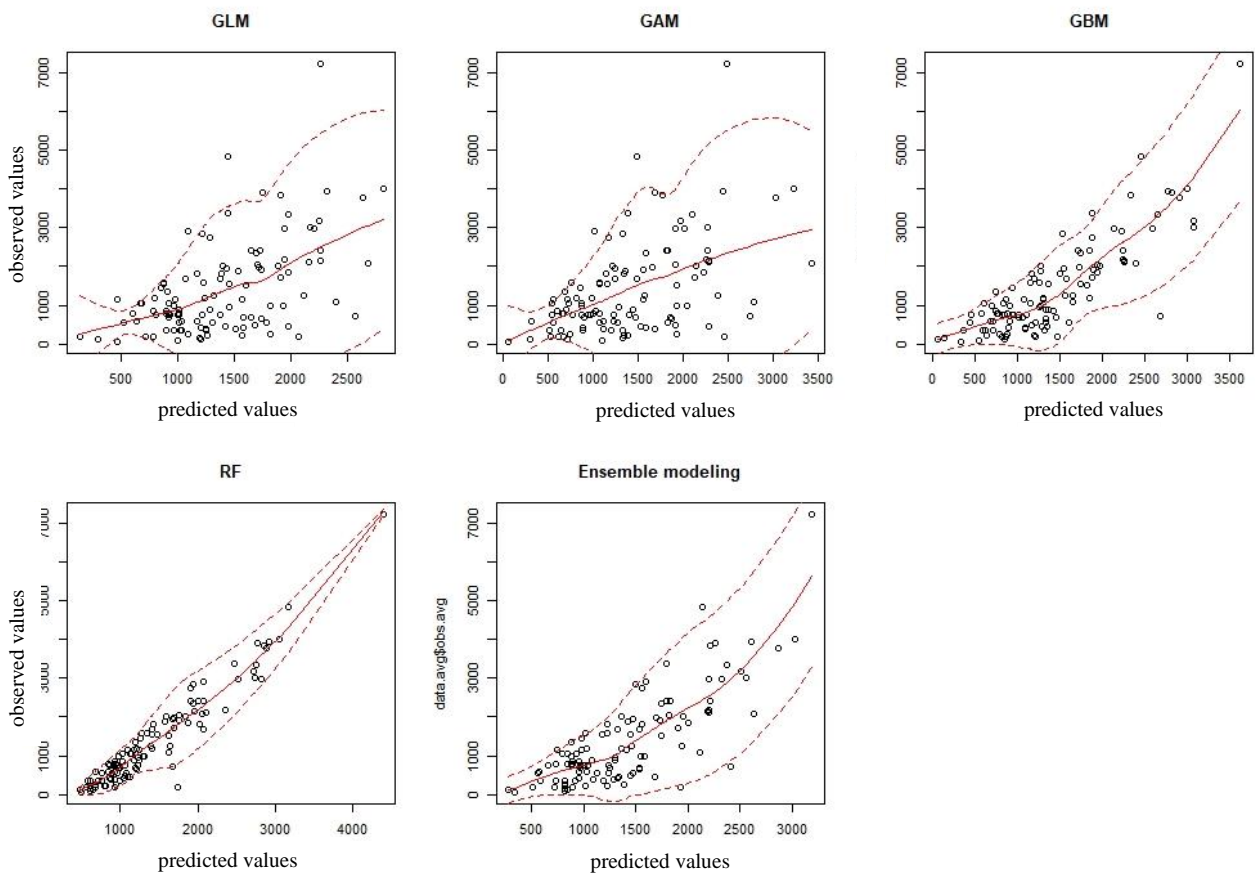 GLM
GAM
GBM
observed values
0 1000 3000 5000 7000
0 1000 3000 5000 7000
0 1000 3000 5000 7000
500 1000 1500 2000 2500
0 500 1000 1500 2000 2500 3000 3500
0 500 1000 1500 2000 2500 3000 3500
predicted values
predicted values
predicted values
RF
Ensemble modeling
observed values
0 1000 3000 5000 7000
data.avg$obs.avg
0 1000 3000 5000 7000
1000 2000 3000 4000
500 1000 1500 2000 2500 3000
predicted values
predicted values